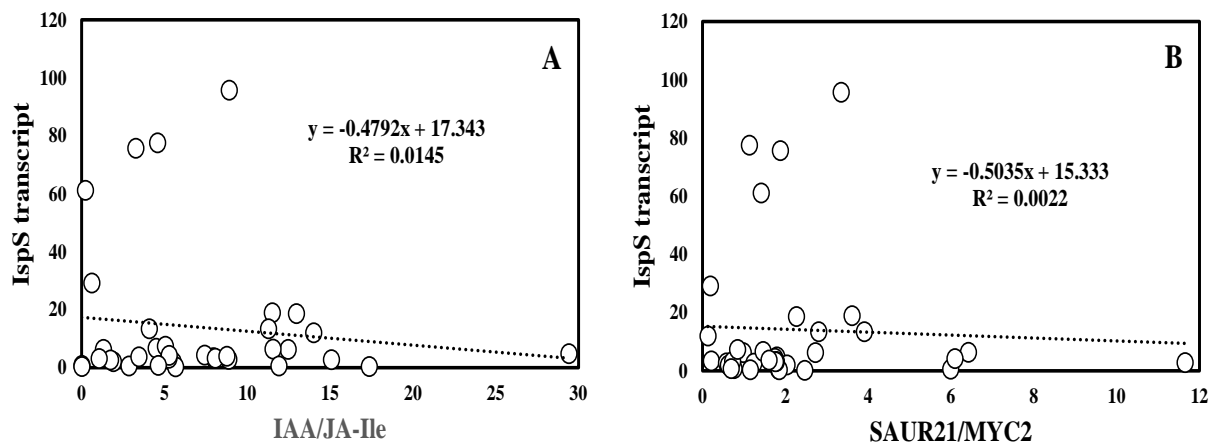 120
100
80
60
40
20
0
IspS transcript
A
y = -0.4792x + 17.343
R² = 0.0145
0 5 10 15 20 25 30
IAA/JA-Ile
120
100
80
60
40
20
0
IspS transcript
B
y = -0.5035x + 15.333
R² = 0.0022
0 2 4 6 8 10 12
SAUR21/MYC2